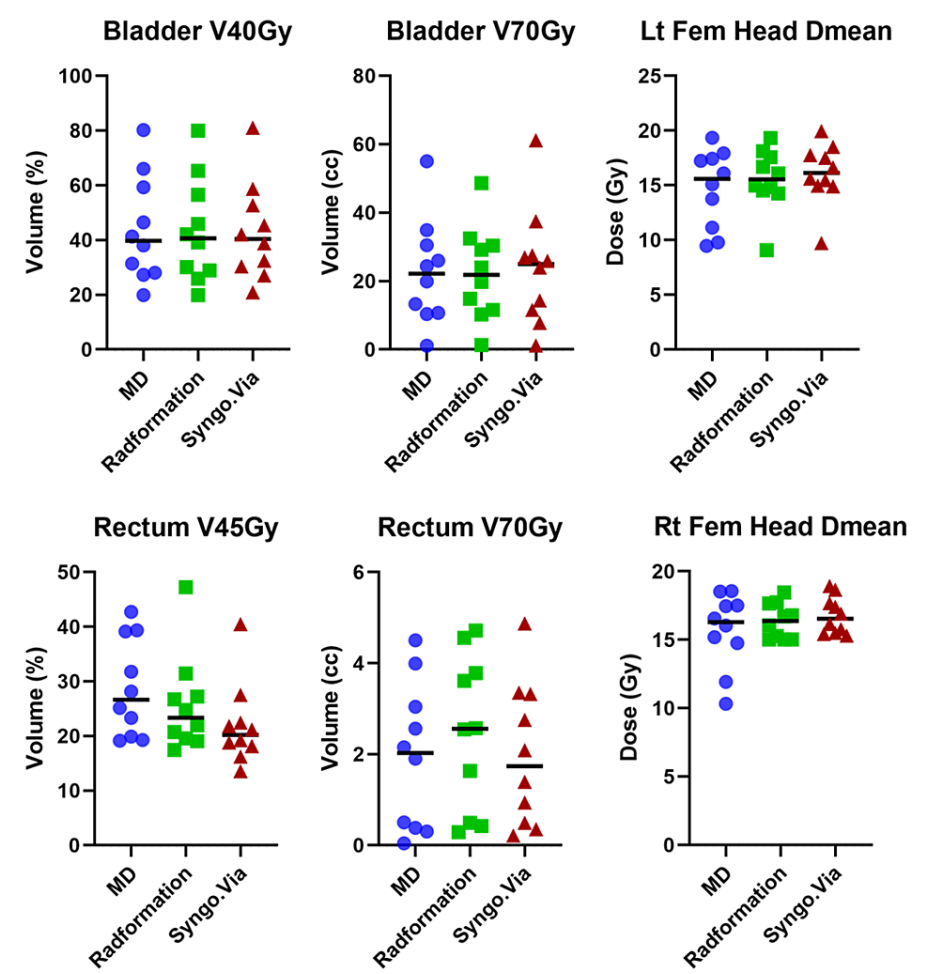 Bladder V40Gy
Volume (%)
100
80
60
40
20
0
MD
Radformation
Syngo.Via
Bladder V70Gy
Volume (cc)
80
60
40
20
0
MD
Radformation
Syngo.Via
Lt Fem Head Dmean
Dose (Gy)
25
20
15
10
5
0
MD
Radformation
Syngo.Via
Rectum V45Gy
Volume (%)
50
40
30
20
10
0
MD
Radformation
Syngo.Via
Rectum V70Gy
Volume (cc)
6
4
2
0
MD
Radformation
Syngo.Via
Rt Fem Head Dmean
Dose (Gy)
20
15
10
5
0
MD
Radformation
Syngo.Via